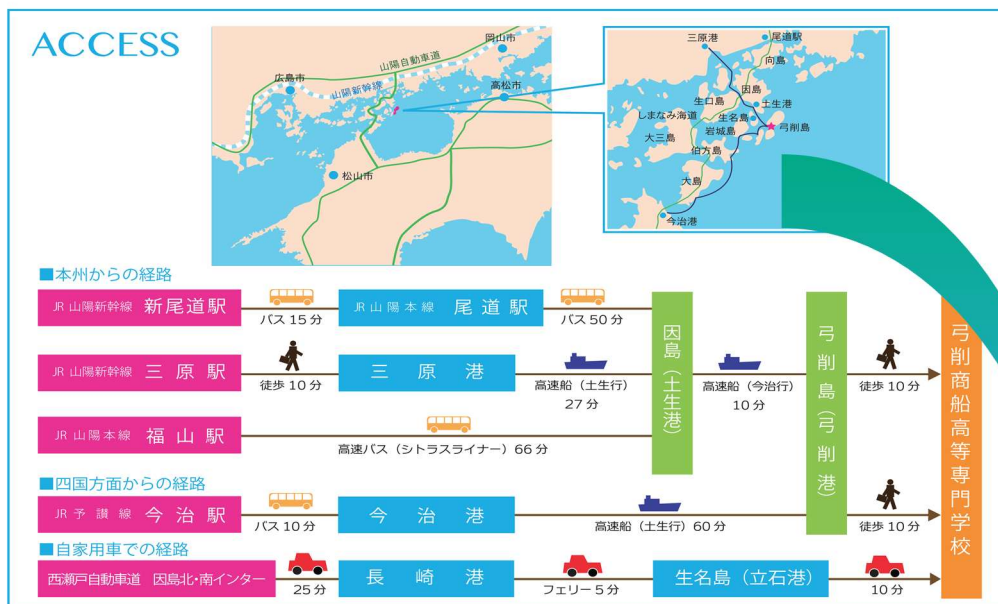 ACCESS
岡山市
山陽自動車道
広島市
山陽新幹線
高松市
松山市
三原港
尾道駅
向島
因島
生口島
土生港
しまなみ海道
生名島
弓削島
大三島
岩城島
伯方島
大島
今治港
■本州からの経路
JR 山陽新幹線 新尾道駅
バス 15 分
JR 山陽本線 尾道駅
バス 50 分
JR 山陽新幹線 三原駅
徒歩 10 分
三原港
高速船（土生行）
27 分
因島（土生港）
高速船（今治行）
10 分
弓削島（弓削港）
徒歩 10 分
弓削商船高等専門学校
JR 山陽本線 福山駅
高速バス（シトラスライナー）66 分
■四国方面からの経路
JR 予讃線 今治駅
バス 10 分
今治港
高速船（土生行）60 分
徒歩 10 分
■自家用車での経路
西瀬戸自動車道 因島北・南インター
25 分
長崎港
フェリー 5 分
生名島（立石港）
10 分